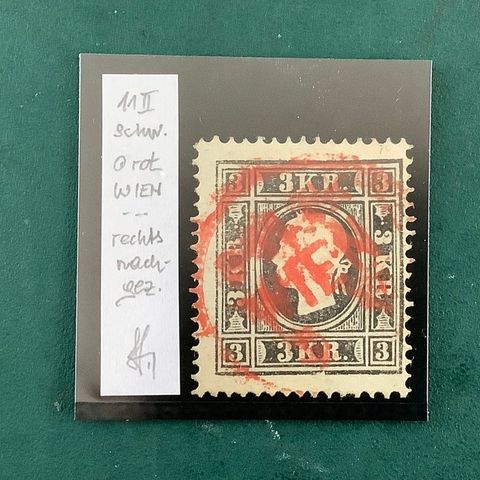 11 II
schw.
⊙ rot
WIEN
--
rechts
nach-
gez.
3 3 KR. 3
3 KR.
3 KR.
3 3 KR. 3